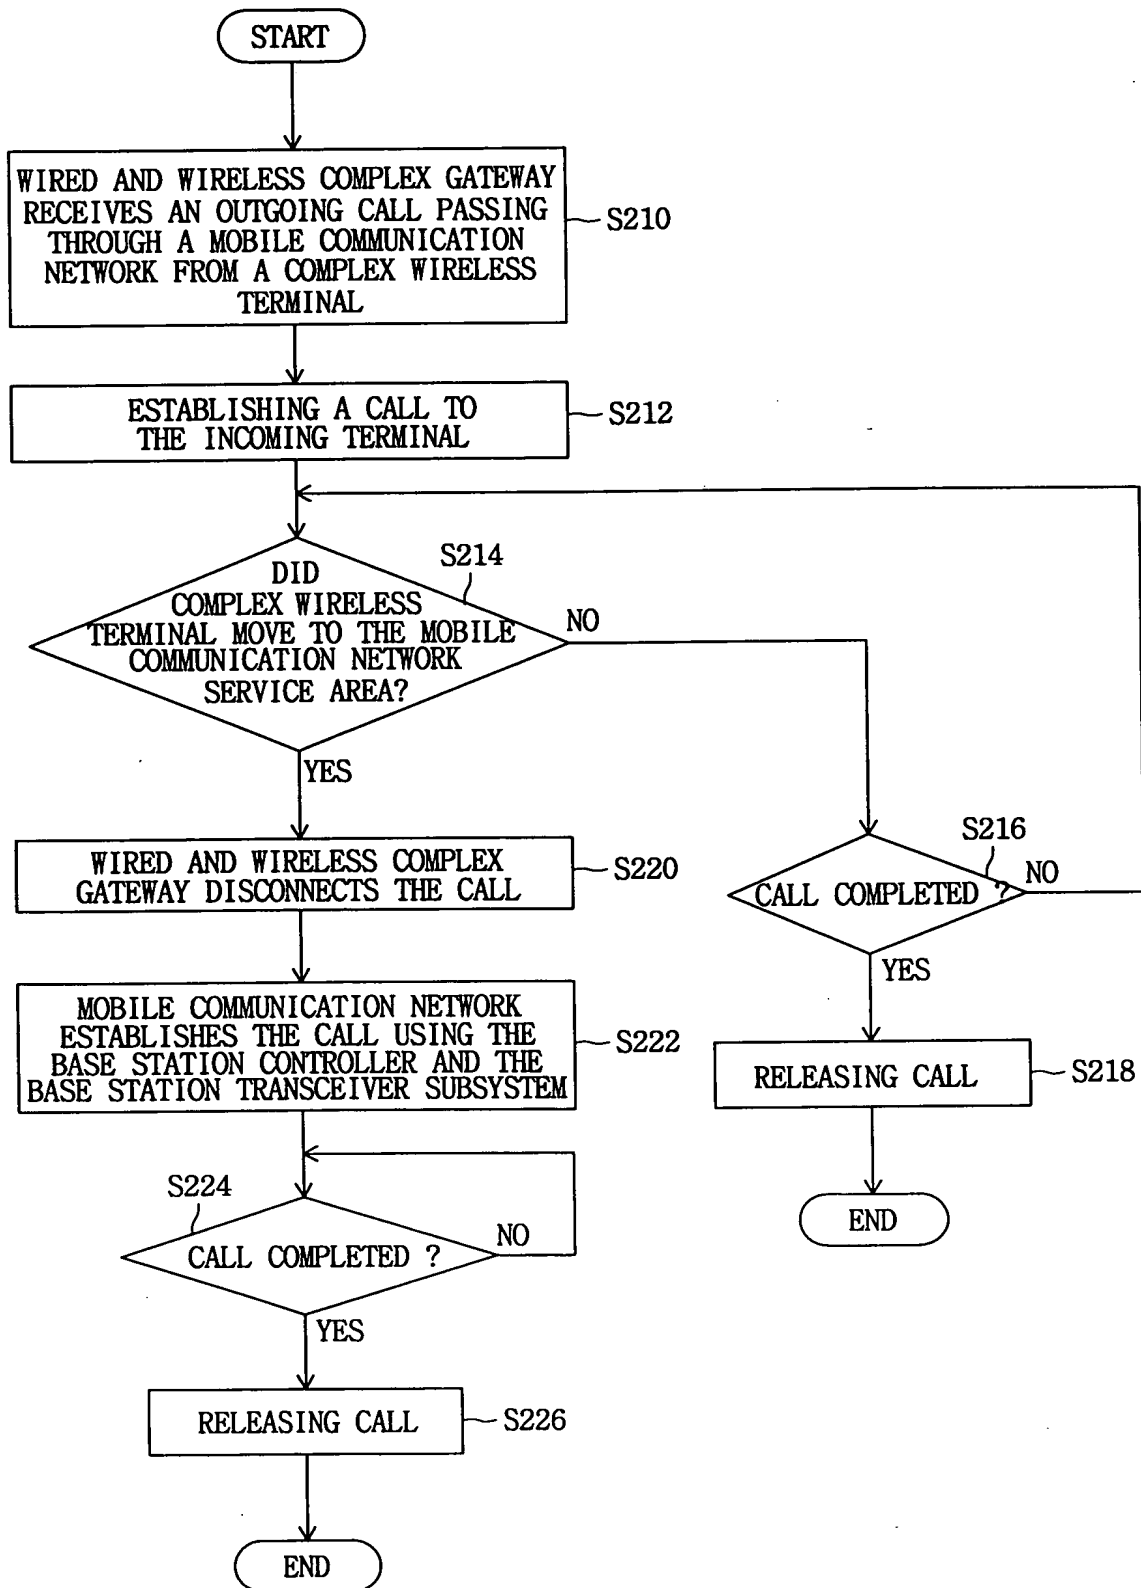 START
WIRED AND WIRELESS COMPLEX GATEWAY
RECEIVES AN OUTGOING CALL PASSING
THROUGH A MOBILE COMMUNICATION
NETWORK FROM A COMPLEX WIRELESS
TERMINAL
S210
ESTABLISHING A CALL TO
THE INCOMING TERMINAL
S212
S214
DID
COMPLEX WIRELESS
TERMINAL MOVE TO THE MOBILE
COMMUNICATION NETWORK
SERVICE AREA?
NO
YES
S216
CALL COMPLETED ?
NO
YES
WIRED AND WIRELESS COMPLEX
GATEWAY DISCONNECTS THE CALL
S220
MOBILE COMMUNICATION NETWORK
ESTABLISHES THE CALL USING THE
BASE STATION CONTROLLER AND THE
BASE STATION TRANSCEIVER SUBSYSTEM
S222
RELEASING CALL
S218
END
S224
CALL COMPLETED ?
NO
YES
RELEASING CALL
S226
END